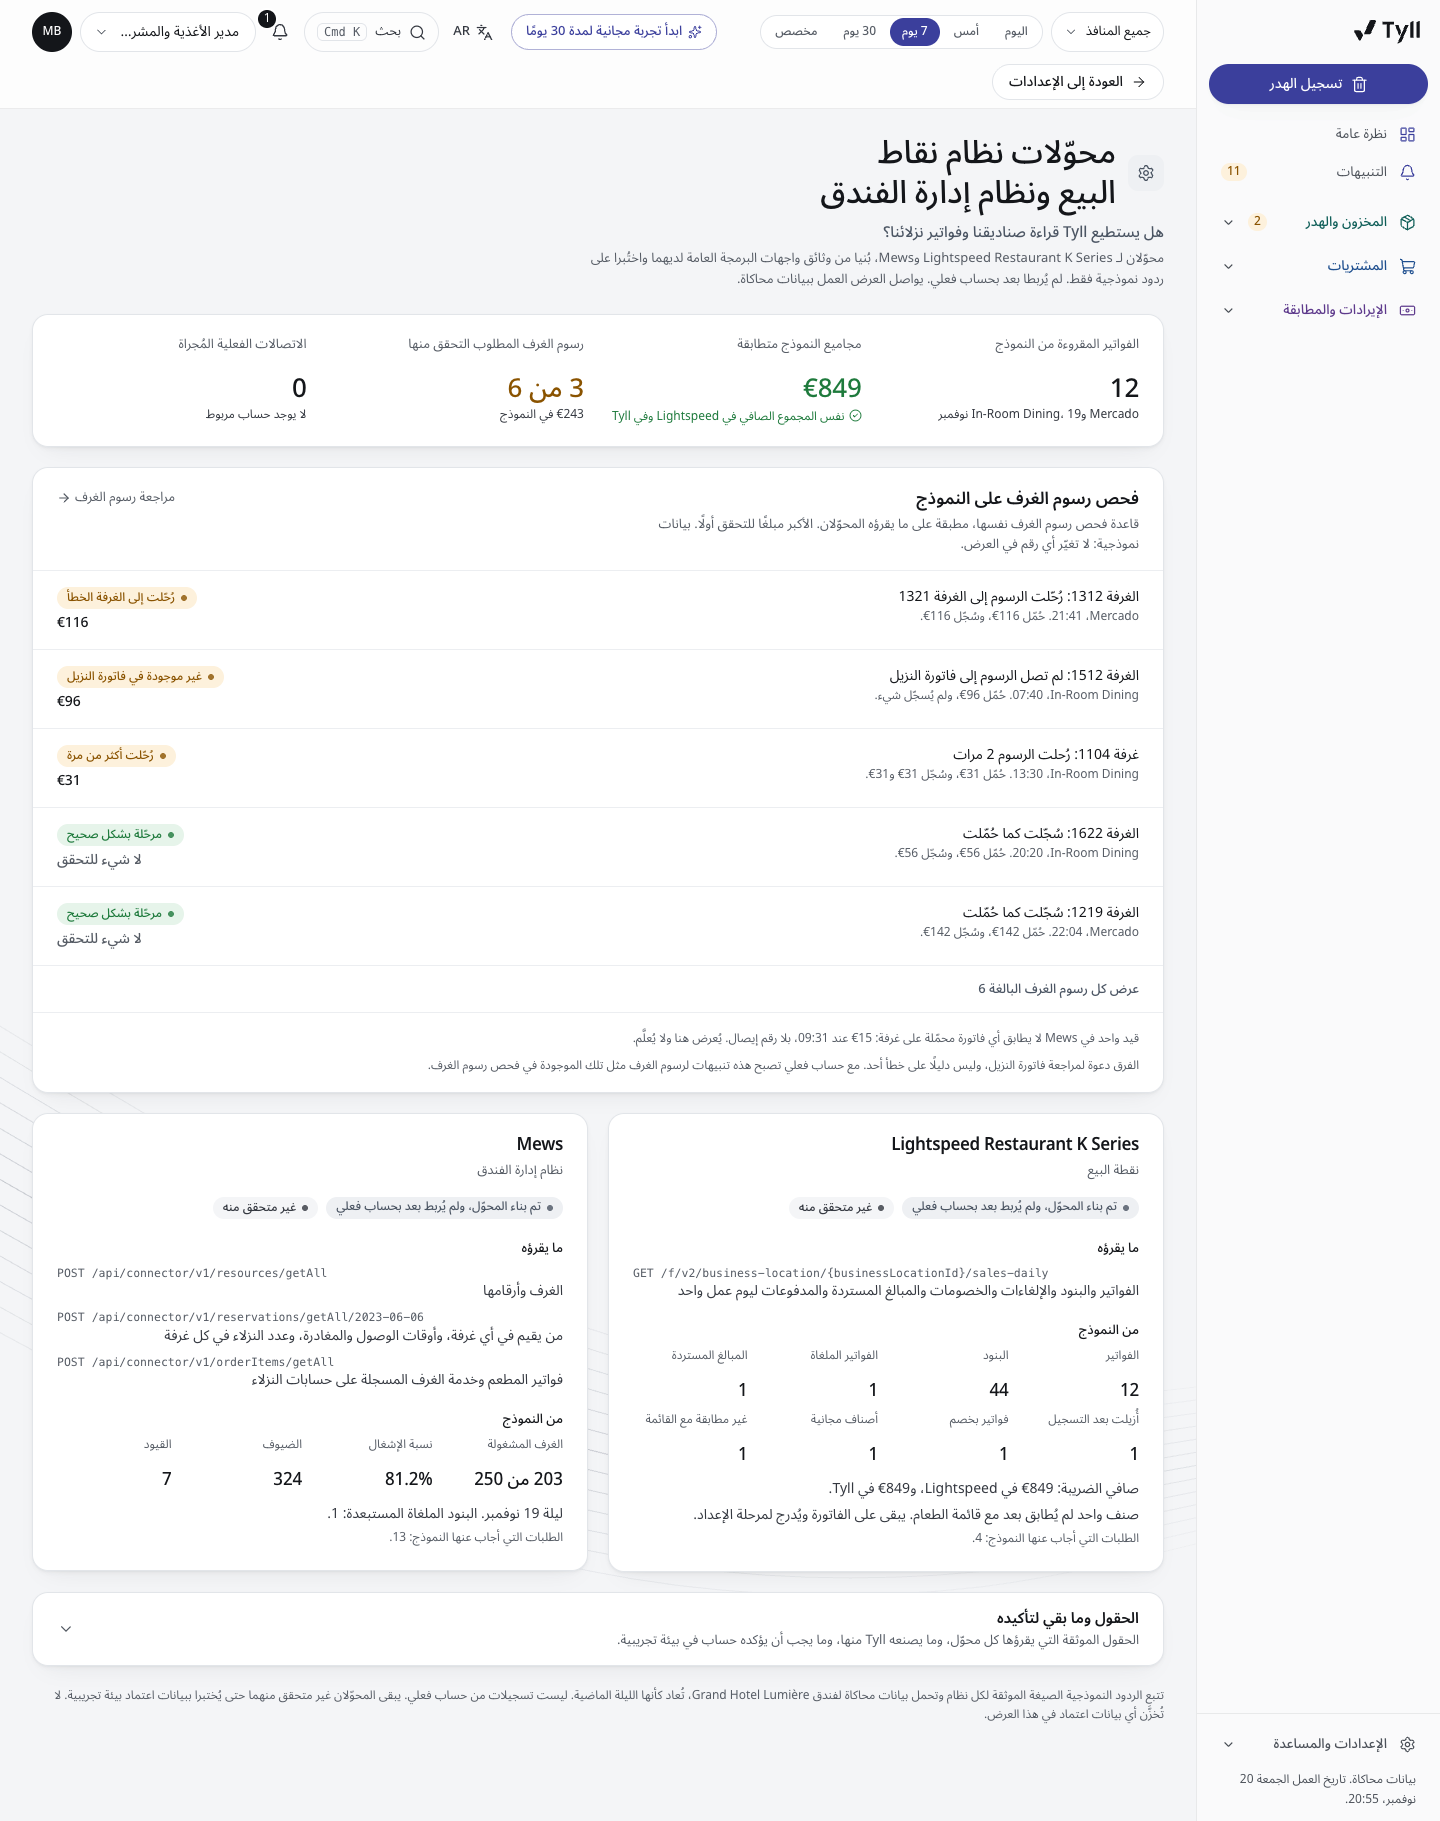 Tyll
تسجيل الهدر
نظرة عامة
التنبيهات
11
المخزون والهدر
2
المشتريات
الإيرادات والمطابقة
الإعدادات والمساعدة
بيانات محاكاة. تاريخ العمل الجمعة 20
نوفمبر، 20:55.
جميع المنافذ
اليوم
أمس
7 يوم
30 يوم
مخصص
ابدأ تجربة مجانية لمدة 30 يومًا
AR
بحث
Cmd K
1
مدير الأغذية والمشر...
MB
العودة إلى الإعدادات
محوّلات نظام نقاط
البيع ونظام إدارة الفندق
هل يستطيع Tyll قراءة صناديقنا وفواتير نزلائنا؟
محوّلان لـ Lightspeed Restaurant K Series وMews، بُنيا من وثائق واجهات البرمجة العامة لديهما واختُبرا على
ردود نموذجية فقط. لم يُربطا بعد بحساب فعلي. يواصل العرض العمل ببيانات محاكاة.
الفواتير المقروءة من النموذج
12
Mercado وIn-Room Dining، 19 نوفمبر
مجاميع النموذج متطابقة
€849
نفس المجموع الصافي في Lightspeed وفي Tyll
رسوم الغرف المطلوب التحقق منها
3 من 6
€243 في النموذج
الاتصالات الفعلية المُجراة
0
لا يوجد حساب مربوط
فحص رسوم الغرف على النموذج
مراجعة رسوم الغرف
قاعدة فحص رسوم الغرف نفسها، مطبقة على ما يقرؤه المحوّلان. الأكبر مبلغًا للتحقق أولًا. بيانات
نموذجية: لا تغيّر أي رقم في العرض.
الغرفة 1312: رُحّلت الرسوم إلى الغرفة 1321
رُحّلت إلى الغرفة الخطأ
Mercado، 21:41. حُمّل €116، وسُجّل €116.
€116
الغرفة 1512: لم تصل الرسوم إلى فاتورة النزيل
غير موجودة في فاتورة النزيل
In-Room Dining، 07:40. حُمّل €96، ولم يُسجّل شيء.
€96
غرفة 1104: رُحلت الرسوم 2 مرات
رُحّلت أكثر من مرة
In-Room Dining، 13:30. حُمّل €31، وسُجّل €31 و€31.
€31
الغرفة 1622: سُجّلت كما حُمّلت
مرحّلة بشكل صحيح
In-Room Dining، 20:20. حُمّل €56، وسُجّل €56.
لا شيء للتحقق
الغرفة 1219: سُجّلت كما حُمّلت
مرحّلة بشكل صحيح
Mercado، 22:04. حُمّل €142، وسُجّل €142.
لا شيء للتحقق
عرض كل رسوم الغرف البالغة 6
قيد واحد في Mews لا يطابق أي فاتورة محمّلة على غرفة: €15 عند 09:31، بلا رقم إيصال. يُعرض هنا ولا يُعلَّم.
الفرق دعوة لمراجعة فاتورة النزيل، وليس دليلًا على خطأ أحد. مع حساب فعلي تصبح هذه تنبيهات لرسوم الغرف مثل تلك الموجودة في فحص رسوم الغرف.
Lightspeed Restaurant K Series
نقطة البيع
تم بناء المحوّل، ولم يُربط بعد بحساب فعلي
غير متحقق منه
ما يقرؤه
GET /f/v2/business-location/{businessLocationId}/sales-daily
الفواتير والبنود والإلغاءات والخصومات والمبالغ المستردة والمدفوعات ليوم عمل واحد
من النموذج
الفواتير
البنود
الفواتير الملغاة
المبالغ المستردة
12
44
1
1
أُزيلت بعد التسجيل
فواتير بخصم
أصناف مجانية
غير مطابقة مع القائمة
1
1
1
1
صافي الضريبة: €849 في Lightspeed، و€849 في Tyll.
صنف واحد لم يُطابق بعد مع قائمة الطعام. يبقى على الفاتورة ويُدرج لمرحلة الإعداد.
الطلبات التي أجاب عنها النموذج: 4.
Mews
نظام إدارة الفندق
تم بناء المحوّل، ولم يُربط بعد بحساب فعلي
غير متحقق منه
ما يقرؤه
POST /api/connector/v1/resources/getAll
الغرف وأرقامها
POST /api/connector/v1/reservations/getAll/2023-06-06
من يقيم في أي غرفة، وأوقات الوصول والمغادرة، وعدد النزلاء في كل غرفة
POST /api/connector/v1/orderItems/getAll
فواتير المطعم وخدمة الغرف المسجلة على حسابات النزلاء
من النموذج
الغرف المشغولة
نسبة الإشغال
الضيوف
القيود
203 من 250
81.2%
324
7
ليلة 19 نوفمبر. البنود الملغاة المستبعدة: 1.
الطلبات التي أجاب عنها النموذج: 13.
الحقول وما بقي لتأكيده
الحقول الموثقة التي يقرؤها كل محوّل، وما يصنعه Tyll منها، وما يجب أن يؤكده حساب في بيئة تجريبية.
تتبع الردود النموذجية الصيغة الموثقة لكل نظام وتحمل بيانات محاكاة لفندق Grand Hotel Lumière، تُعاد كأنها الليلة الماضية. ليست تسجيلات من حساب فعلي. يبقى المحوّلان غير متحقق منهما حتى يُختبرا ببيانات اعتماد بيئة تجريبية. لا
تُخزَّن أي بيانات اعتماد في هذا العرض.